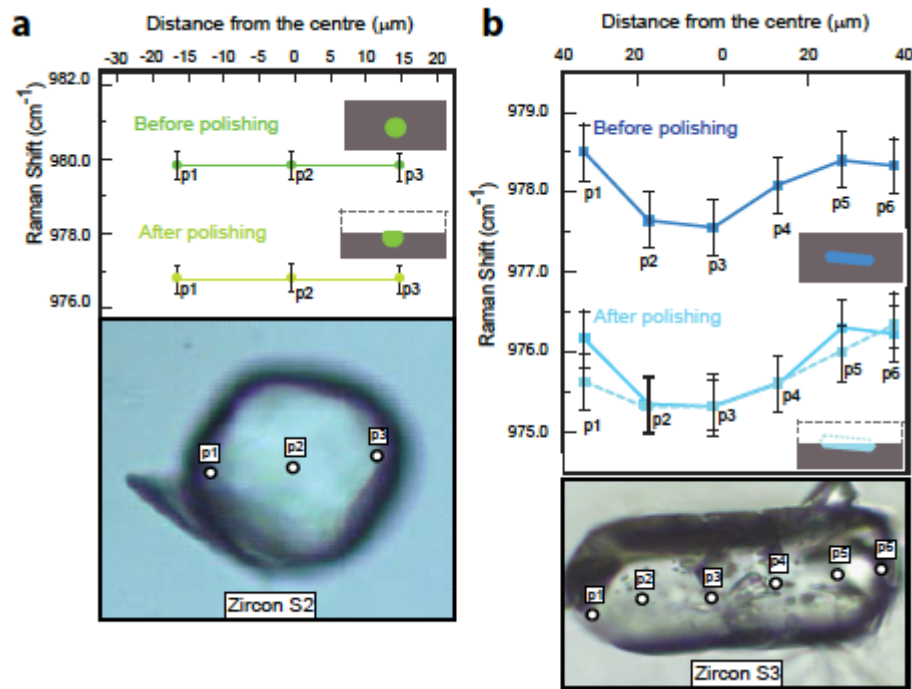 a
Distance from the centre (μm)
-30 -20 -15 -10 -5 0 5 10 15 20
Raman Shift (cm-1)
982.0
980.0
978.0
976.0
Before polishing
p1 p2 p3
After polishing
p1 p2 p3
p1 p2 p3
Zircon S2
b
Distance from the centre (μm)
40 20 0 20 40
Raman Shift (cm-1)
979.0
978.0
977.0
976.0
975.0
Before polishing
p1 p2 p3 p4 p5 p6
After polishing
p1 p2 p3 p4 p5 p6
p1 p2 p3 p4 p5 p6
Zircon S3